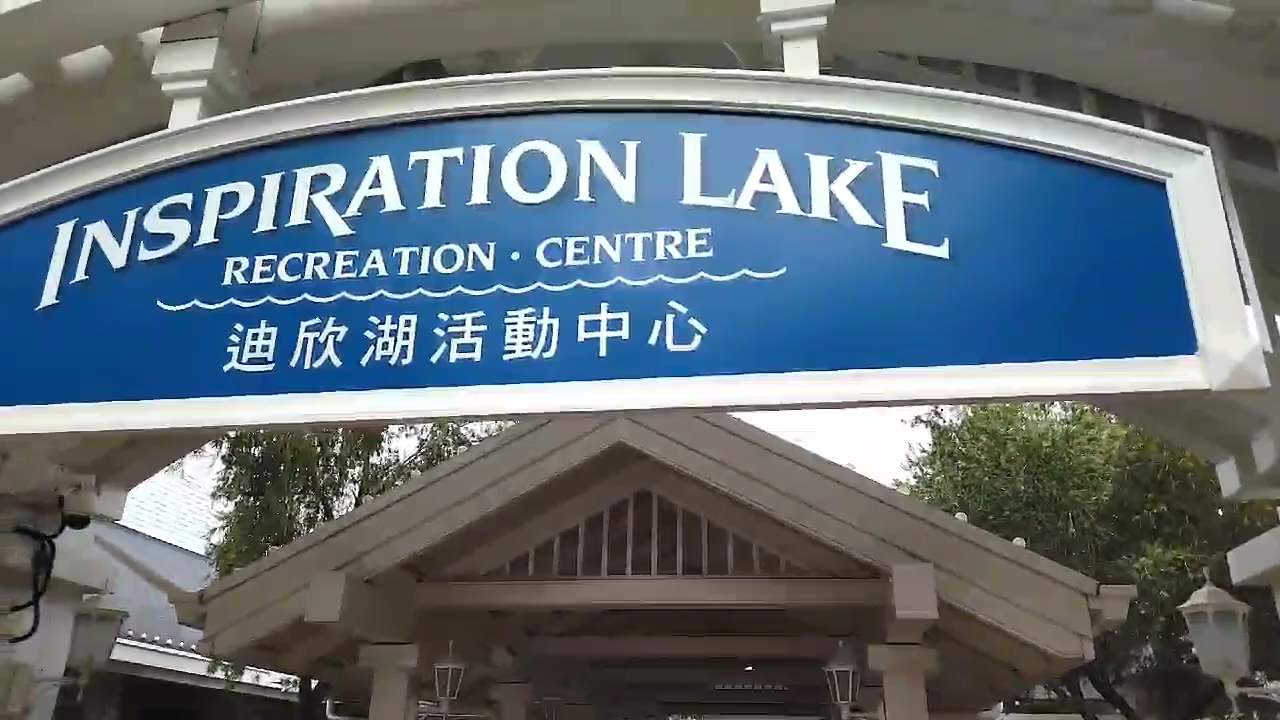 INSPIRATION LAKE
RECREATION · CENTRE
迪欣湖活動中心